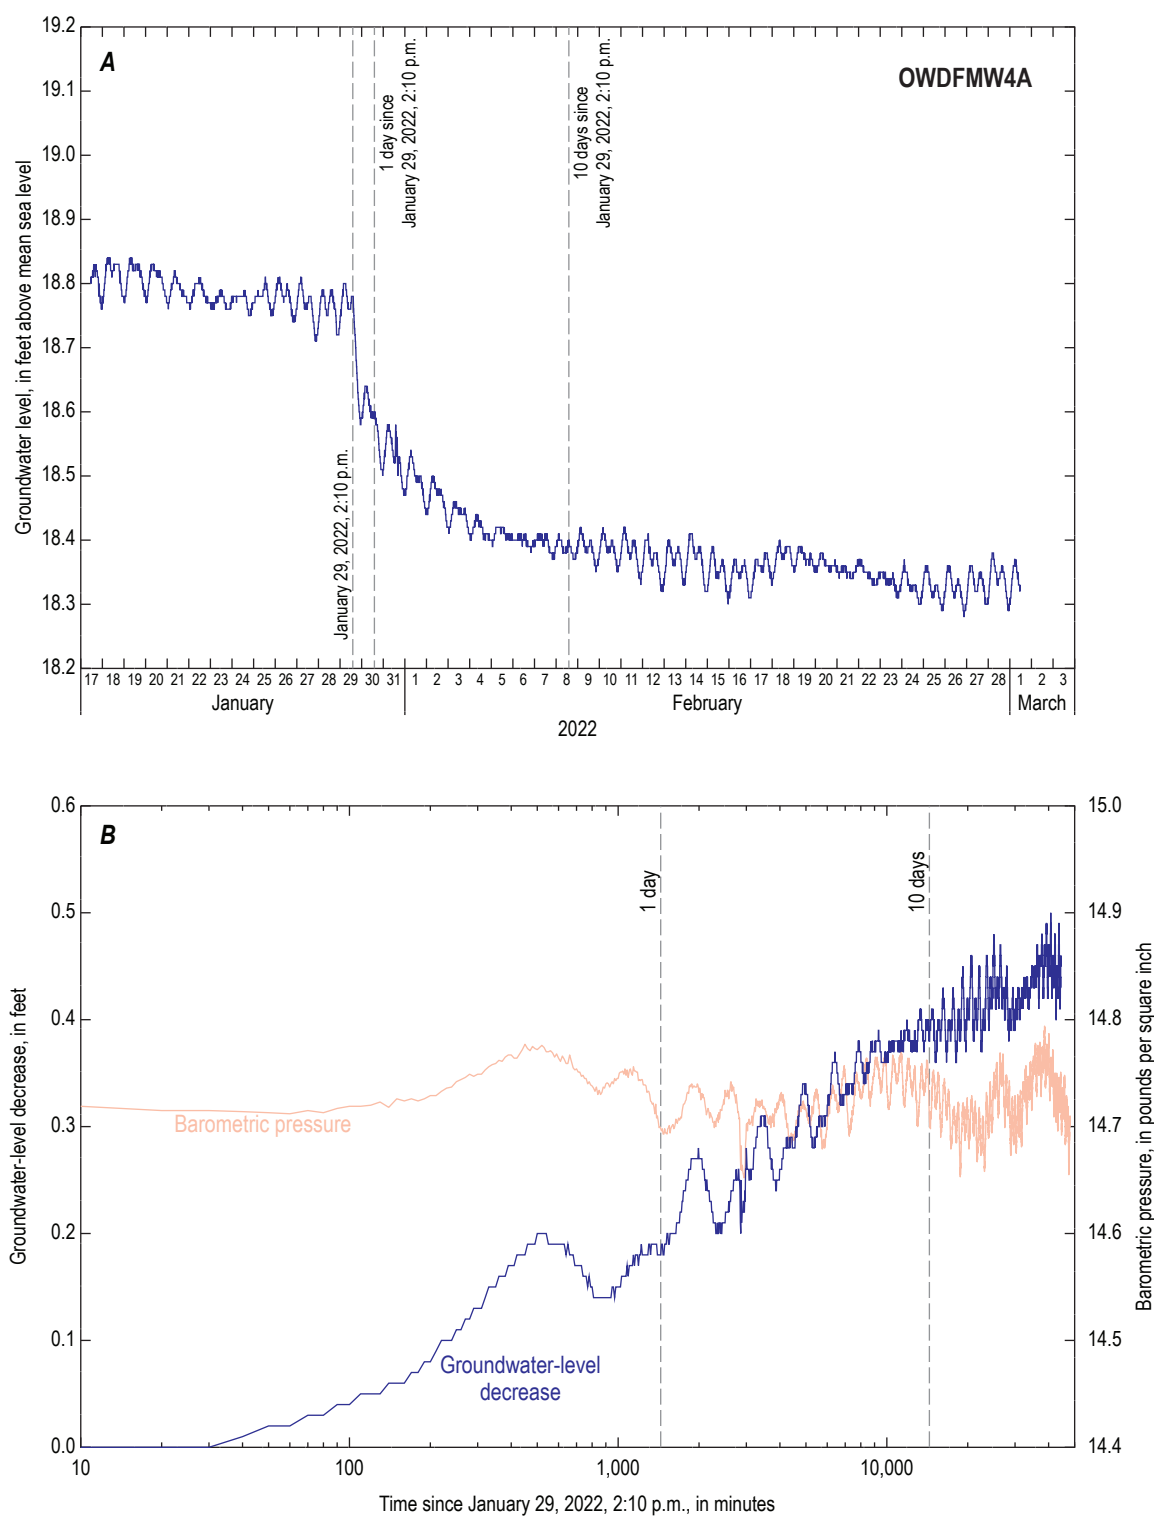 A
OWDFMW4A
Groundwater level, in feet above mean sea level
19.2
19.1
19.0
18.9
18.8
18.7
18.6
18.5
18.4
18.3
18.2
January 29, 2022, 2:10 p.m.
1 day since
January 29, 2022, 2:10 p.m.
10 days since
January 29, 2022, 2:10 p.m.
17 18 19 20 21 22 23 24 25 26 27 28 29 30 31 1 2 3 4 5 6 7 8 9 10 11 12 13 14 15 16 17 18 19 20 21 22 23 24 25 26 27 28 1 2 3
January February March
2022
B
Groundwater-level decrease, in feet
0.6
0.5
0.4
0.3
0.2
0.1
0.0
1 day
10 days
Barometric pressure
Groundwater-level
decrease
15.0
14.9
14.8
14.7
14.6
14.5
14.4
Barometric pressure, in pounds per square inch
10 100 1,000 10,000
Time since January 29, 2022, 2:10 p.m., in minutes